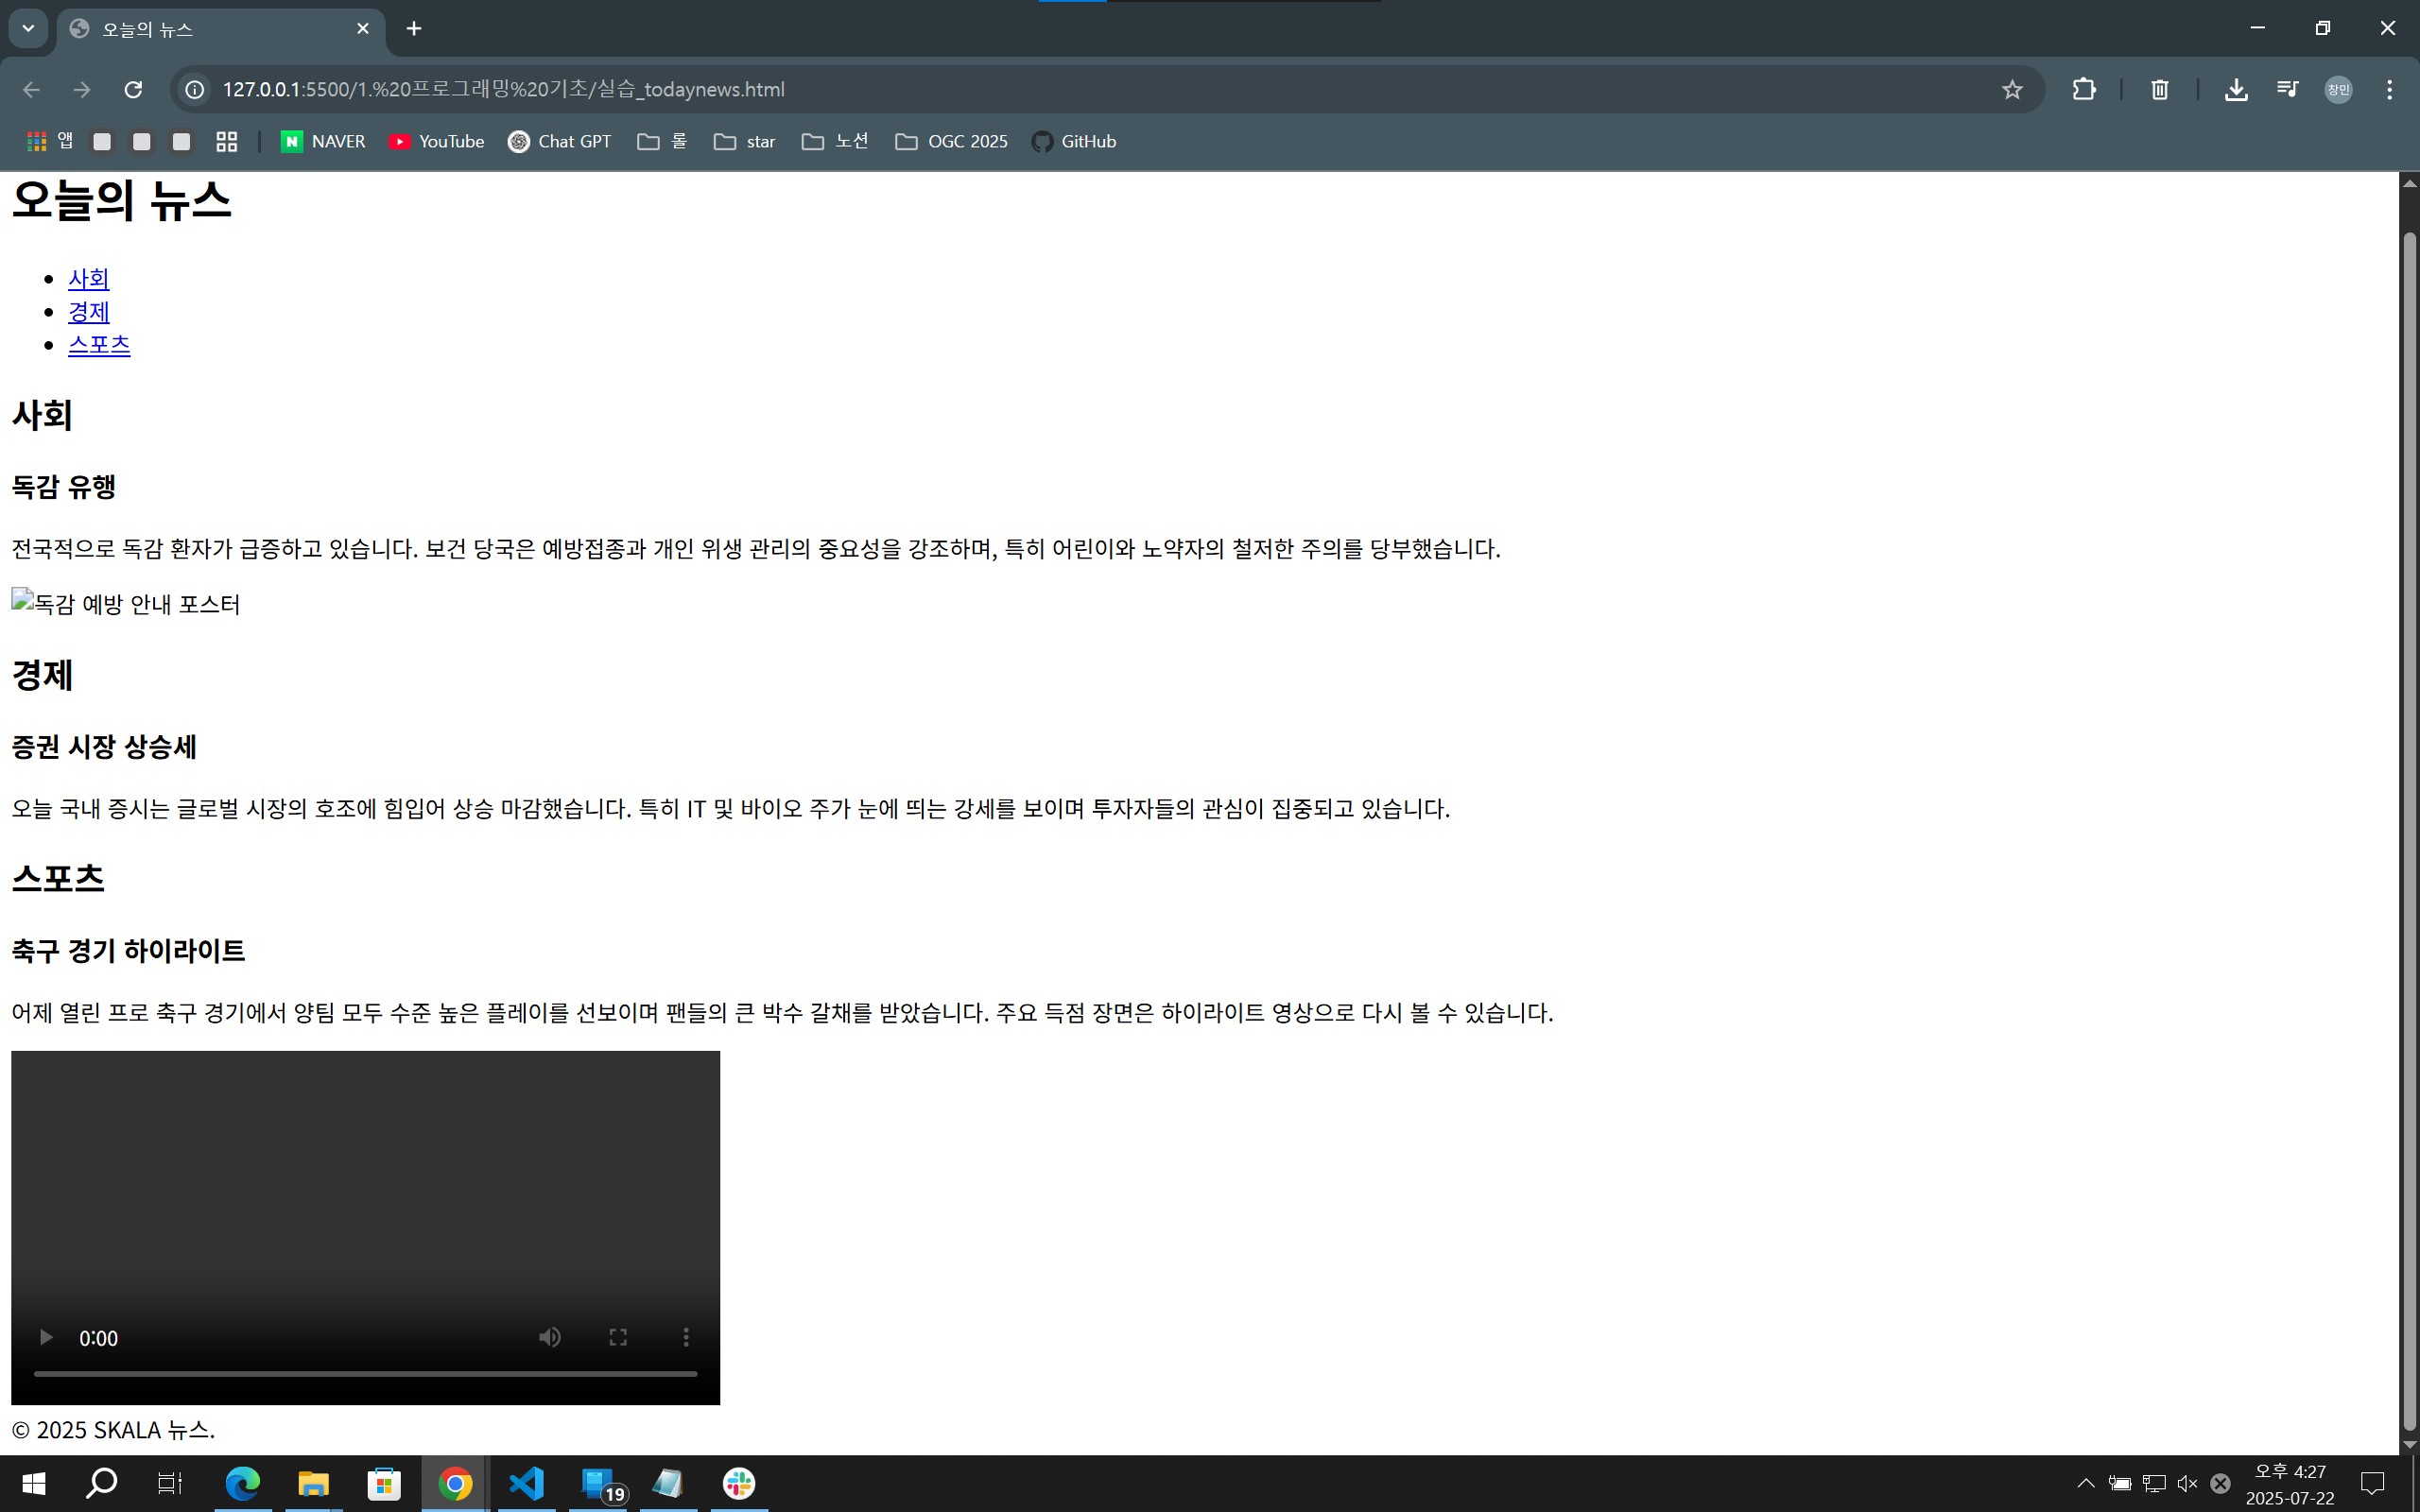 오늘의 뉴스
127.0.0.1:5500/1.%20프로그래밍%20기초/실습_todaynews.html
창민
앱 NAVER YouTube Chat GPT 롤 star 노션 OGC 2025 GitHub
오늘의 뉴스
사회
경제
스포츠
사회
독감 유행
전국적으로 독감 환자가 급증하고 있습니다. 보건 당국은 예방접종과 개인 위생 관리의 중요성을 강조하며, 특히 어린이와 노약자의 철저한 주의를 당부했습니다.
독감 예방 안내 포스터
경제
증권 시장 상승세
오늘 국내 증시는 글로벌 시장의 호조에 힘입어 상승 마감했습니다. 특히 IT 및 바이오 주가 눈에 띄는 강세를 보이며 투자자들의 관심이 집중되고 있습니다.
스포츠
축구 경기 하이라이트
어제 열린 프로 축구 경기에서 양팀 모두 수준 높은 플레이를 선보이며 팬들의 큰 박수 갈채를 받았습니다. 주요 득점 장면은 하이라이트 영상으로 다시 볼 수 있습니다.
0:00
© 2025 SKALA 뉴스.
19
오후 4:27
2025-07-22